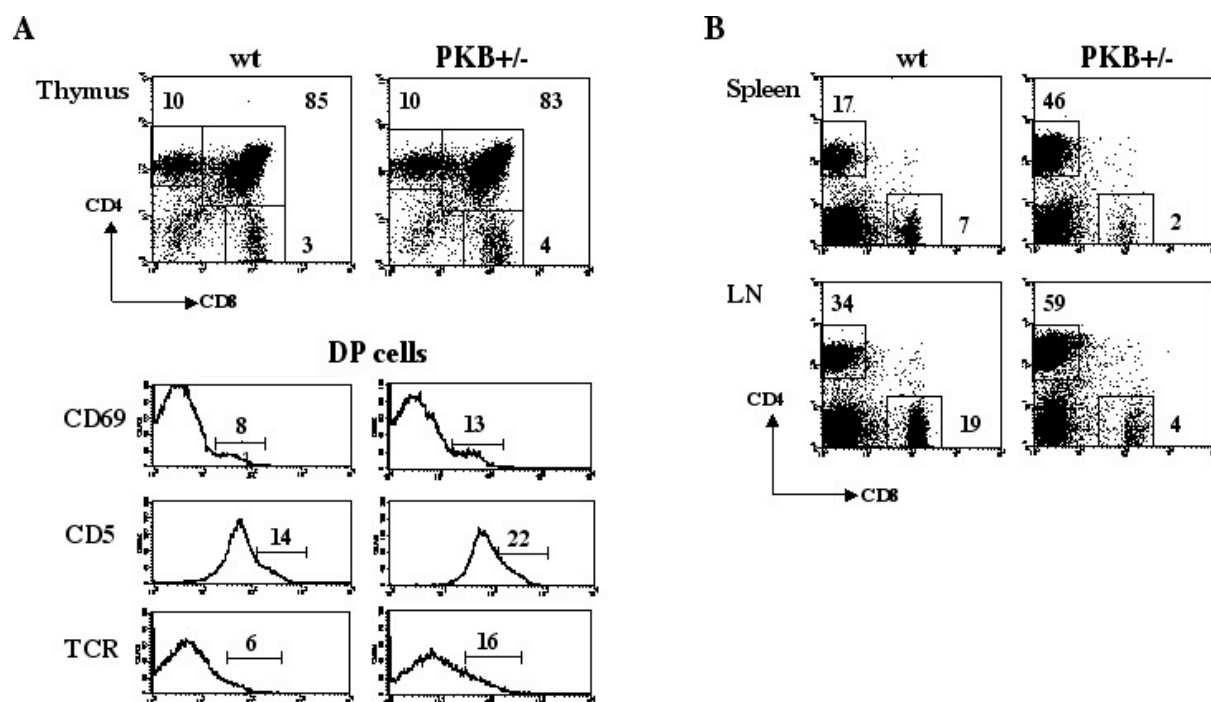 A
wt PKB+/-
Thymus
10 85 10 83
CD4
3 4
CD8
DP cells
CD69
8 13
CD5
14 22
TCR
6 16
B
wt PKB+/-
Spleen
17 46
7 2
LN
34 59
CD4
19 4
CD8